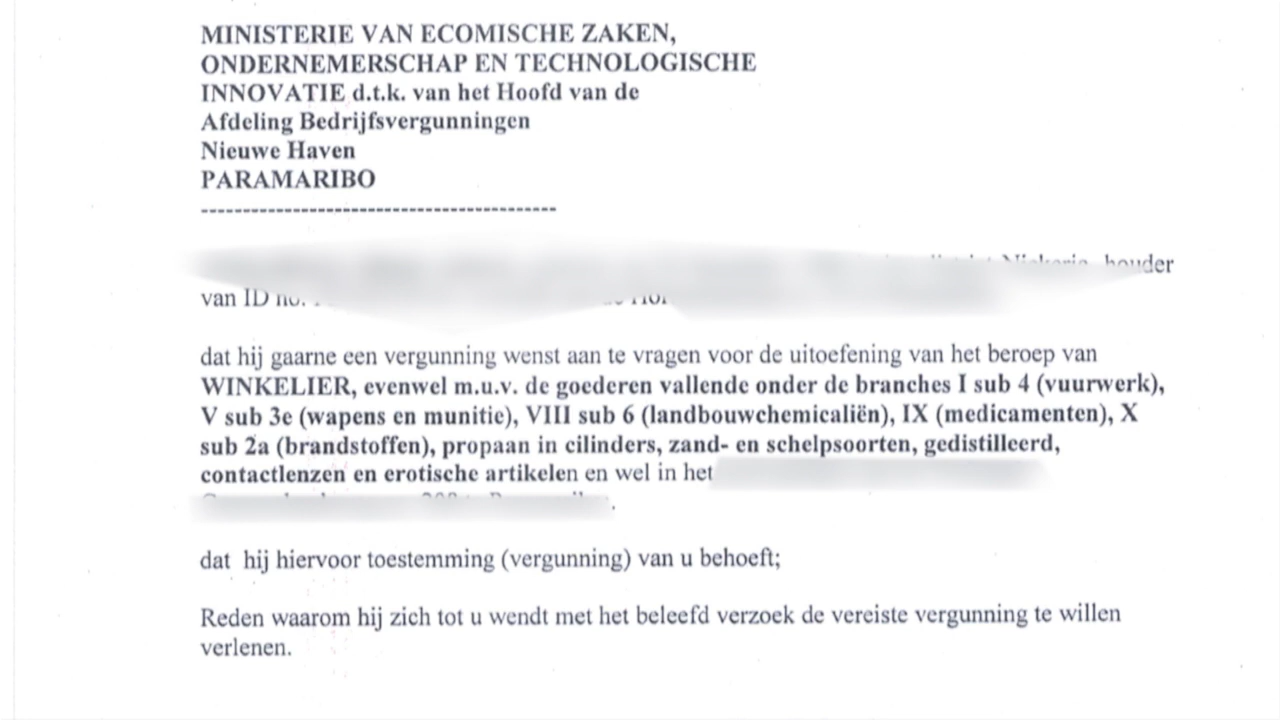 MINISTERIE VAN ECOMISCHE ZAKEN,
ONDERNEMERSCHAP EN TECHNOLOGISCHE
INNOVATIE d.t.k. van het Hoofd van de
Afdeling Bedrijfsvergunningen
Nieuwe Haven
PARAMARIBO
-------------------------------------------
houder
van ID no.
dat hij gaarne een vergunning wenst aan te vragen voor de uitoefening van het beroep van
WINKELIER, evenwel m.u.v. de goederen vallende onder de branches I sub 4 (vuurwerk),
V sub 3e (wapens en munitie), VIII sub 6 (landbouwchemicaliën), IX (medicamenten), X
sub 2a (brandstoffen), propaan in cilinders, zand- en schelpsoorten, gedistilleerd,
contactlenzen en erotische artikelen en wel in het
dat hij hiervoor toestemming (vergunning) van u behoeft;
Reden waarom hij zich tot u wendt met het beleefd verzoek de vereiste vergunning te willen
verlenen.